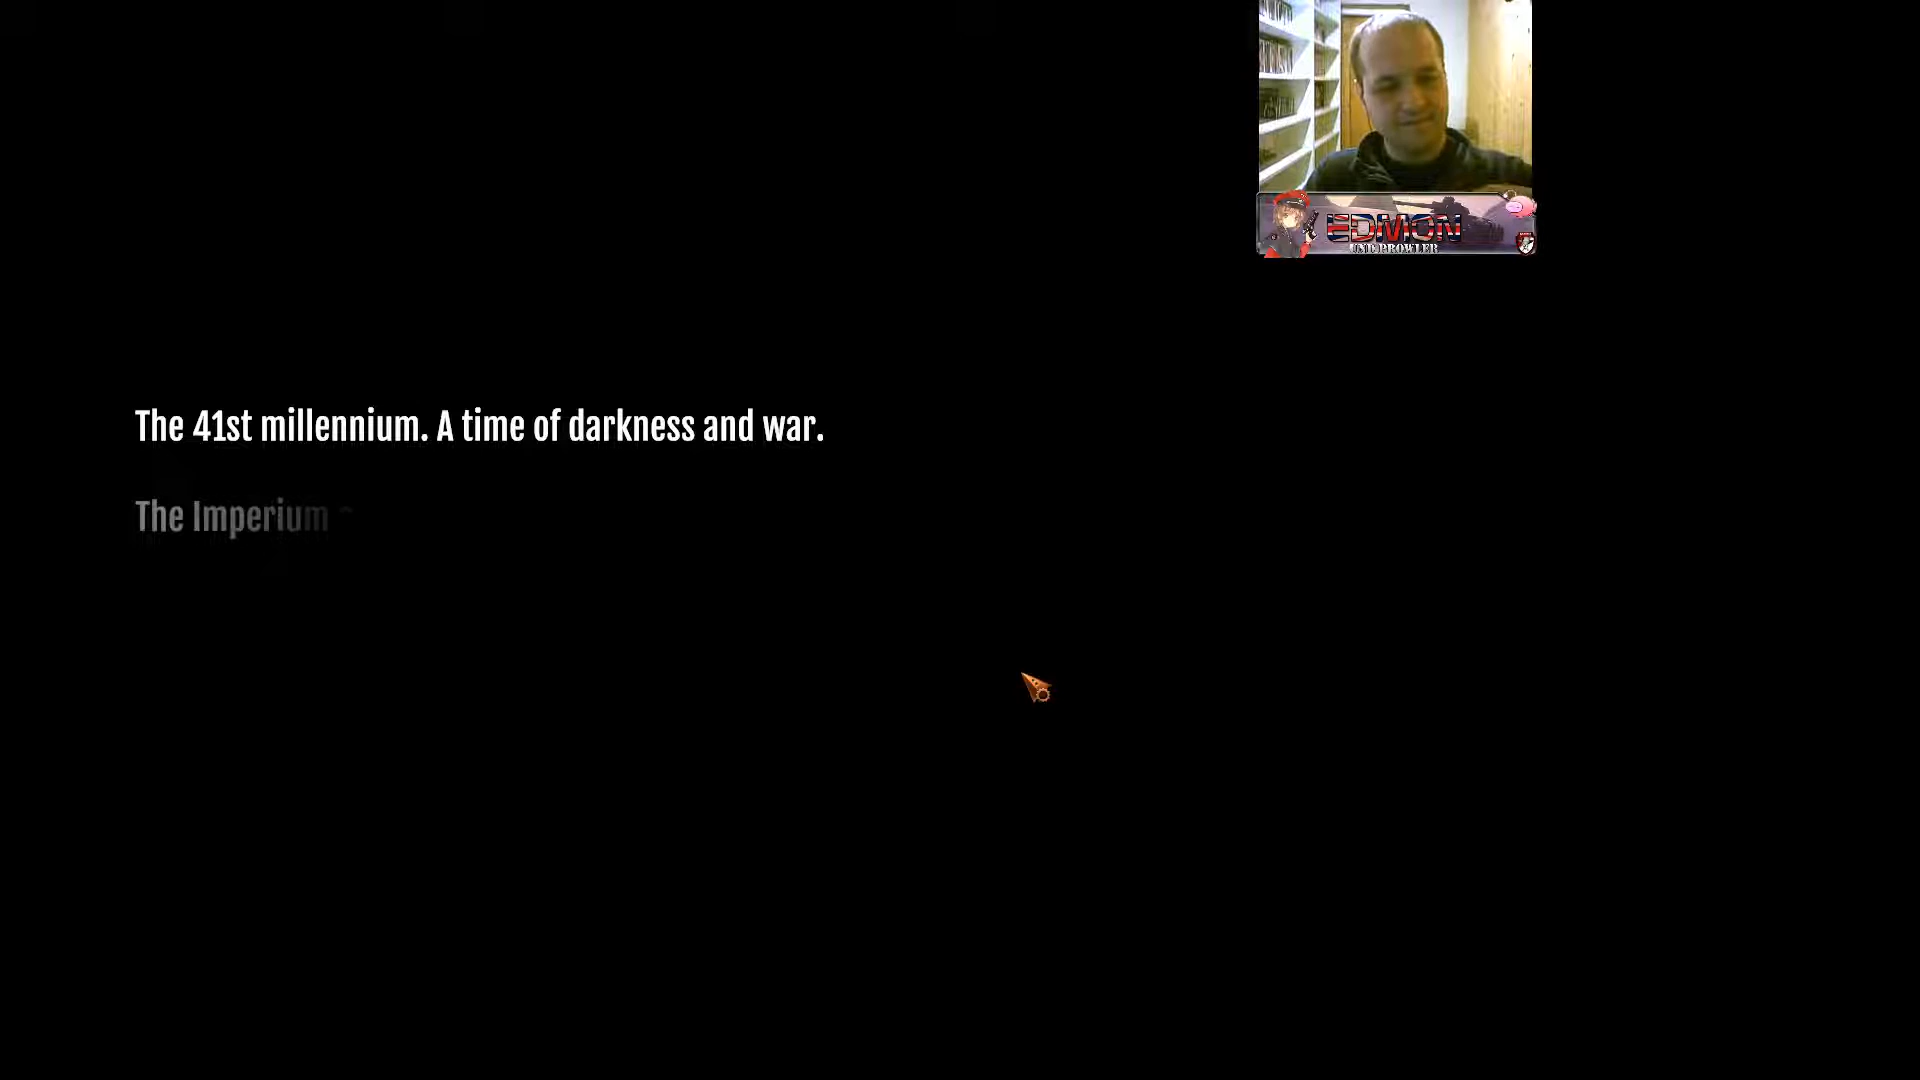 EDMON
The 41st millennium. A time of darkness and war.
The Imperium